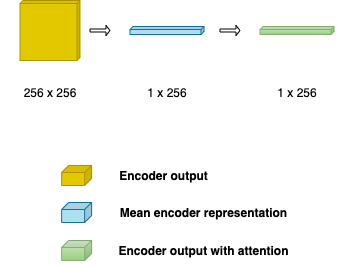 256 x 256
1 x 256
1 x 256
Encoder output
Mean encoder representation
Encoder output with attention